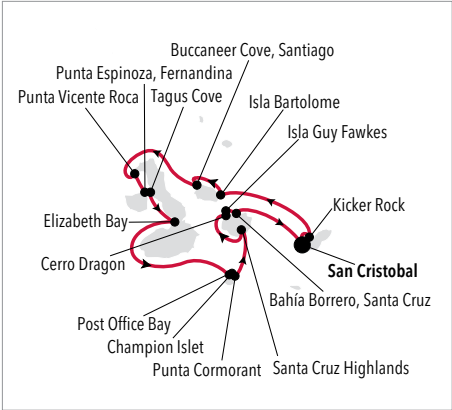 Buccaneer Cove, Santiago
Punta Espinoza, Fernandina
Punta Vicente Roca
Tagus Cove
Isla Bartolome
Isla Guy Fawkes
Kicker Rock
Elizabeth Bay
Cerro Dragon
San Cristobal
Bahía Borrero, Santa Cruz
Post Office Bay
Champion Islet
Punta Cormorant
Santa Cruz Highlands